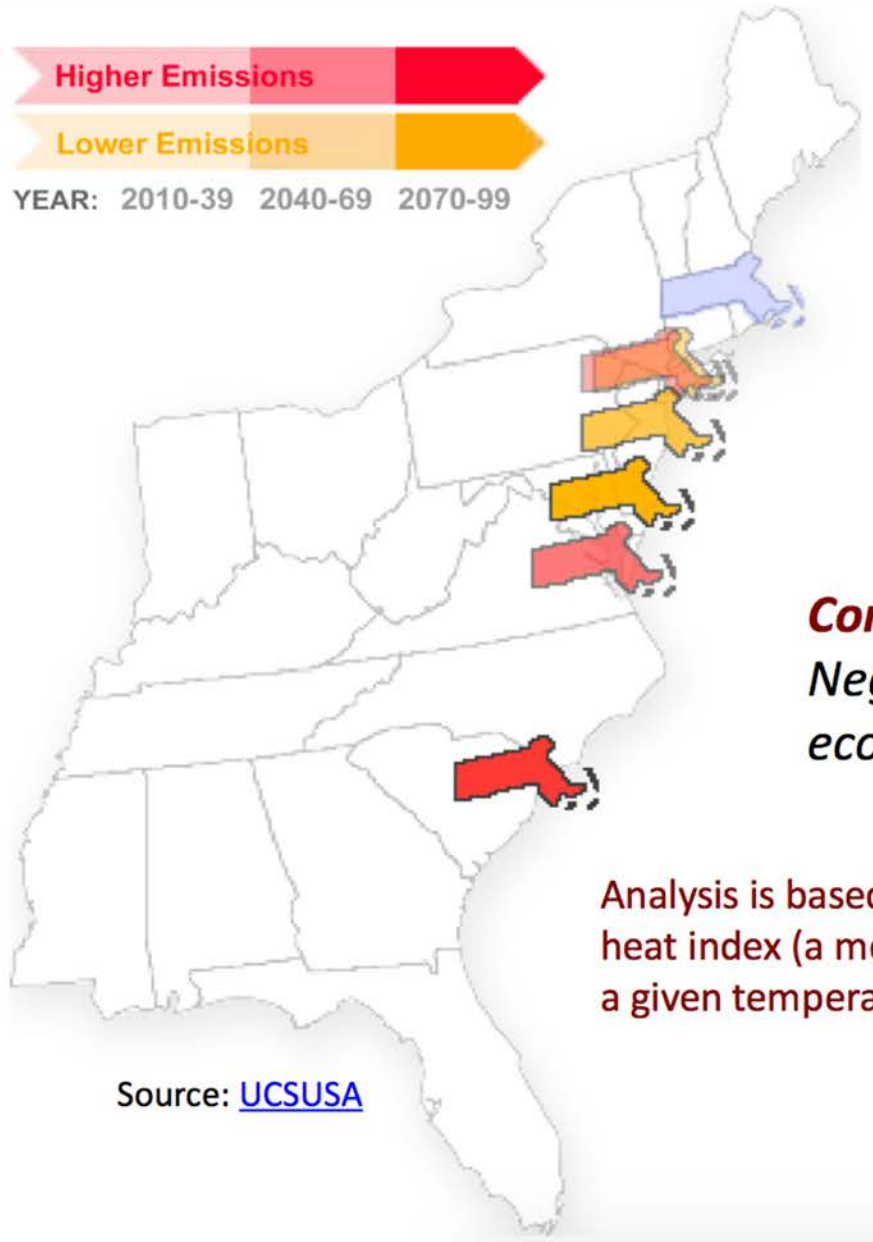 Higher Emissions
Lower Emissions
YEAR: 2010-39 2040-69 2070-99
Source: UCSUSA
Analysis is based
heat index (a me
a given tempera